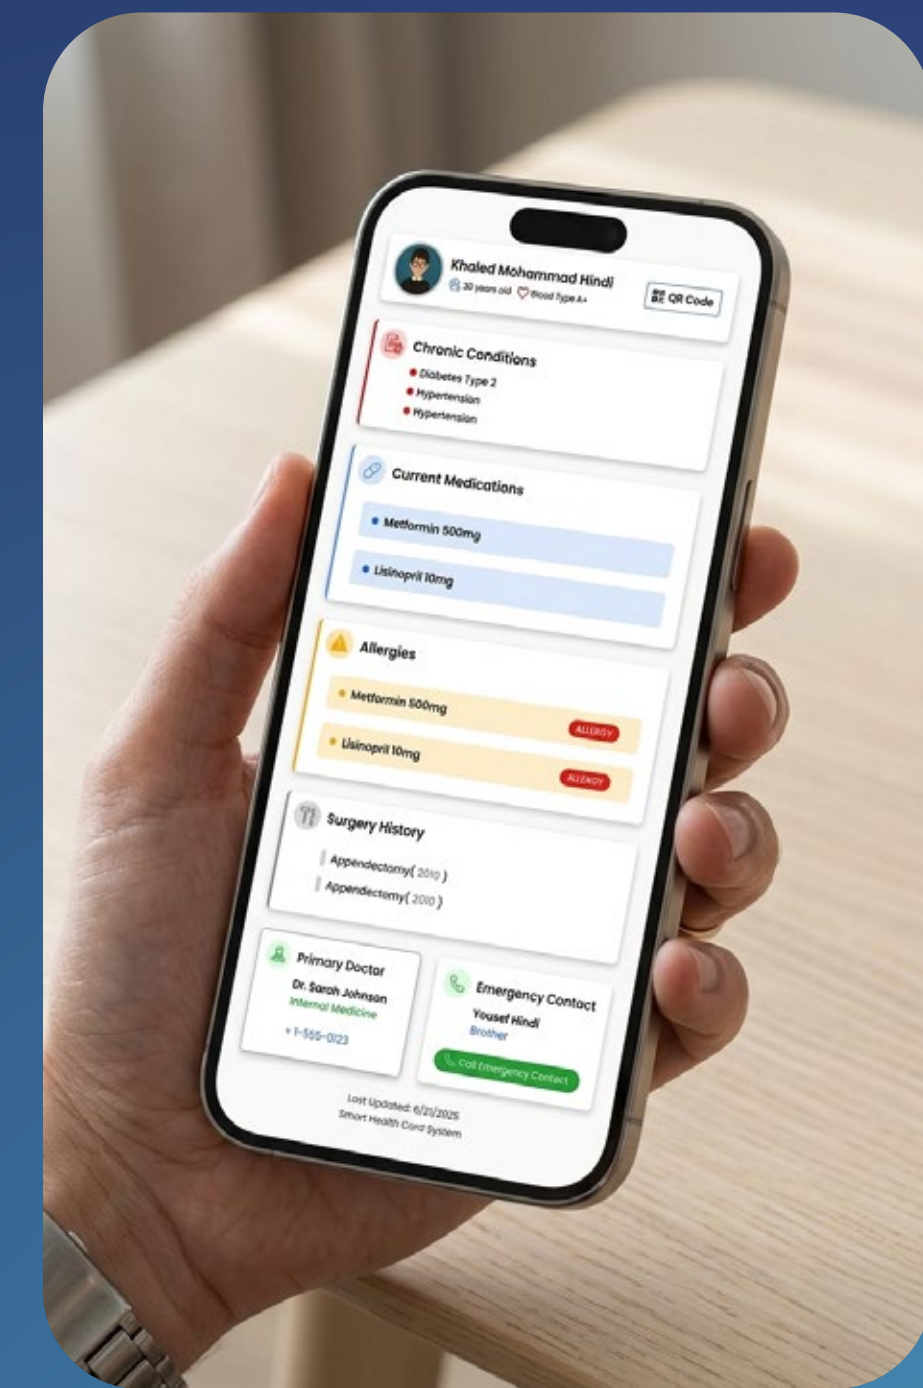 Khaled Mohammad Hindi
30 years old Blood Type A+
QR Code
Chronic Conditions
Diabetes Type 2
Hypertension
Hypertension
Current Medications
Metformin 500mg
Lisinopril 10mg
Allergies
Metformin 500mg
ALLERGY
Lisinopril 10mg
ALLERGY
Surgery History
Appendectomy( 2010 )
Appendectomy( 2010 )
Primary Doctor
Dr. Sarah Johnson
Internal Medicine
+ 1-555-0123
Emergency Contact
Yousef Hindi
Brother
Call Emergency Contact
Last Updated: 6/21/2025
Smart Health Card System